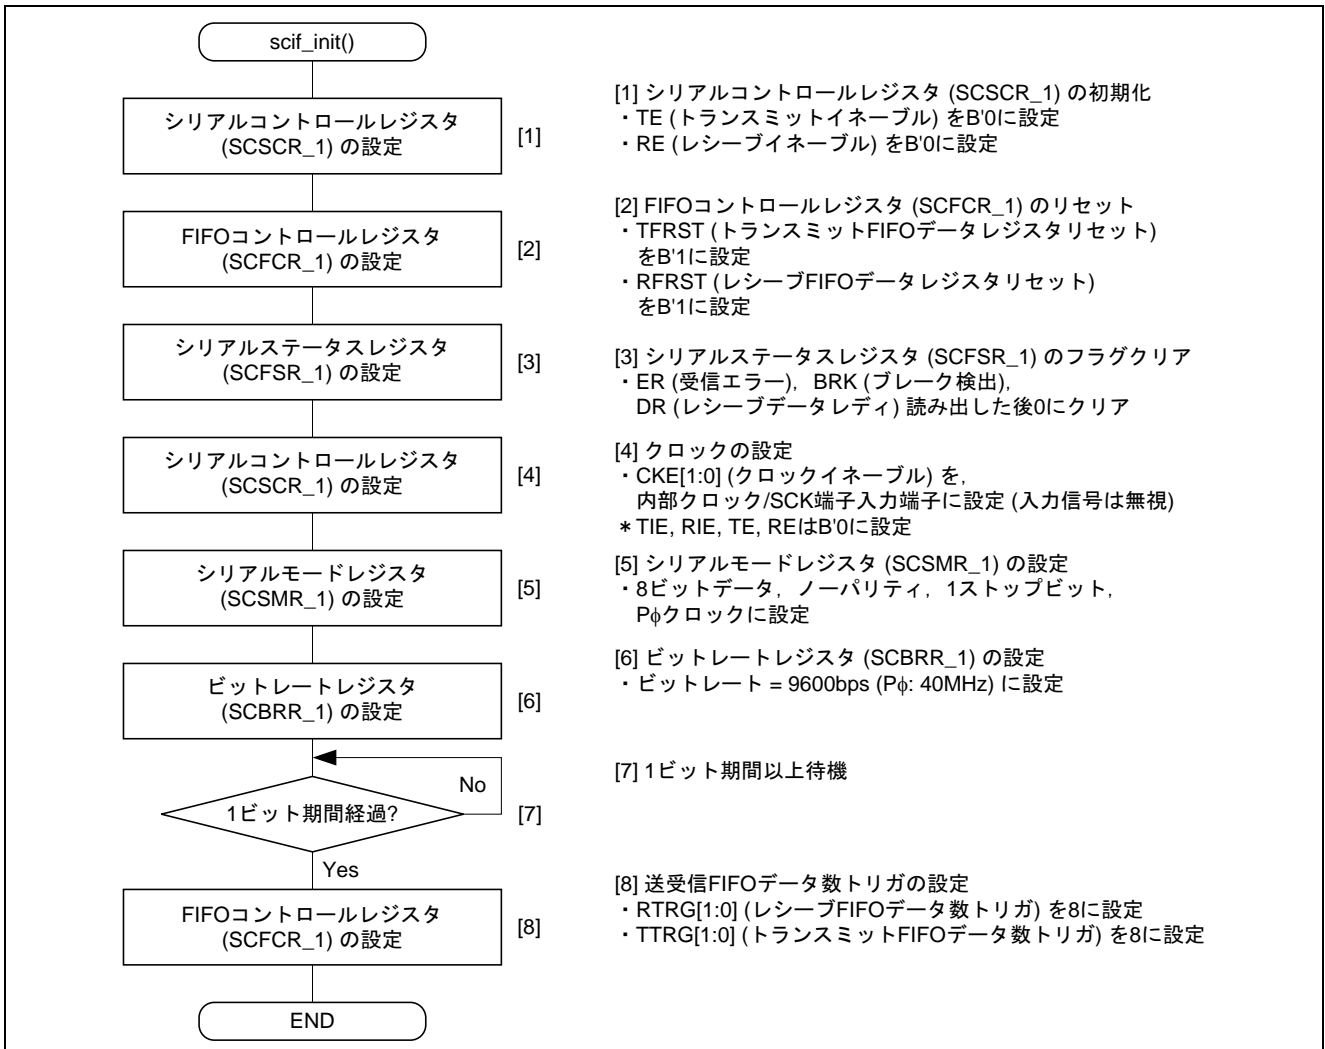 scif_init()
シリアルコントロールレジスタ
(SCSCR_1) の設定
[1]
[1] シリアルコントロールレジスタ (SCSCR_1) の初期化
・TE (トランスミットイネーブル) をB'0に設定
・RE (レシーブイネーブル) をB'0に設定
FIFOコントロールレジスタ
(SCFCR_1) の設定
[2]
[2] FIFOコントロールレジスタ (SCFCR_1) のリセット
・TFRST (トランスミットFIFOデータレジスタリセット)
をB'1に設定
・RFRST (レシーブFIFOデータレジスタリセット)
をB'1に設定
シリアルステータスレジスタ
(SCFSR_1) の設定
[3]
[3] シリアルステータスレジスタ (SCFSR_1) のフラグクリア
・ER (受信エラー), BRK (ブレーク検出),
DR (レシーブデータレディ) 読み出した後0にクリア
シリアルコントロールレジスタ
(SCSCR_1) の設定
[4]
[4] クロックの設定
・CKE[1:0] (クロックイネーブル) を,
内部クロック/SCK端子入力端子に設定 (入力信号は無視)
＊TIE, RIE, TE, REはB'0に設定
シリアルモードレジスタ
(SCSMR_1) の設定
[5]
[5] シリアルモードレジスタ (SCSMR_1) の設定
・8ビットデータ, ノーパリティ, 1ストップビット,
Pφクロックに設定
ビットレートレジスタ
(SCBRR_1) の設定
[6]
[6] ビットレートレジスタ (SCBRR_1) の設定
・ビットレート = 9600bps (Pφ: 40MHz) に設定
1ビット期間経過?
No
[7]
[7] 1ビット期間以上待機
Yes
FIFOコントロールレジスタ
(SCFCR_1) の設定
[8]
[8] 送受信FIFOデータ数トリガの設定
・RTRG[1:0] (レシーブFIFOデータ数トリガ) を8に設定
・TTRG[1:0] (トランスミットFIFOデータ数トリガ) を8に設定
END